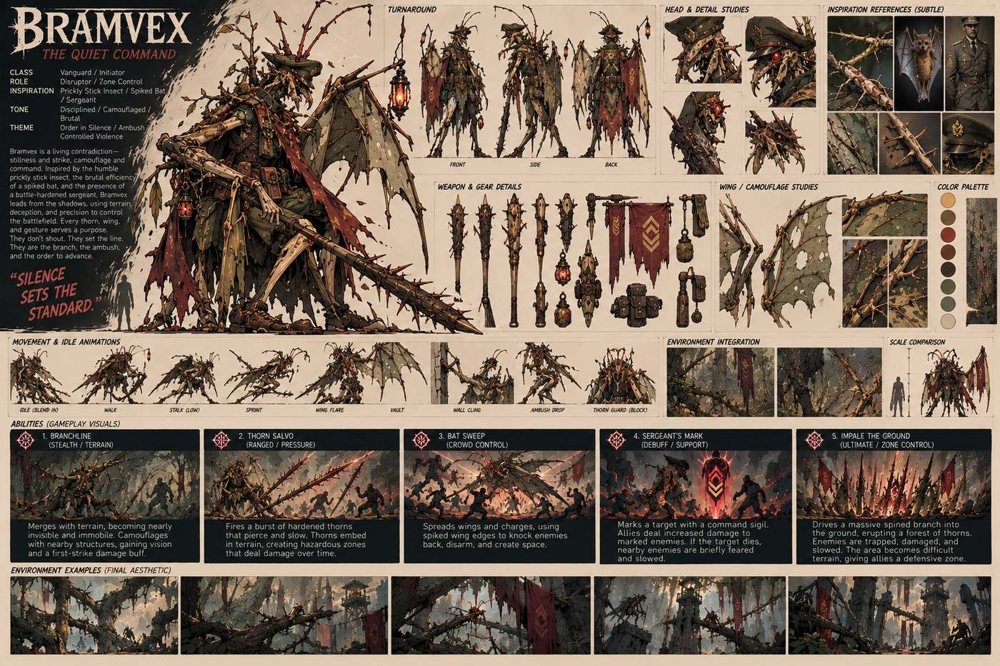 BRAMVEX
THE QUIET COMMAND
CLASS Vanguard / Initiator
ROLE Disruptor / Zone Control
INSPIRATION Prickly Stick Insect / Spiked Bat
/ Sergeant
TONE Disciplined / Camouflaged /
Brutal
THEME Order in Silence / Ambush /
Controlled Violence
Bramvex is a living contradiction—
stillness and strike, camouflage and
command. Inspired by the humble
prickly stick insect, the brutal efficiency
of a spiked bat, and the presence of
a battle-hardened sergeant, Bramvex
leads from the shadows, using terrain,
deception, and precision to control
the battlefield. Every thorn, wing,
and gesture serves a purpose.
They don't shout. They set the line.
They are the branch, the ambush,
and the order to advance.
“SILENCE
SETS THE
STANDARD.”
TURNAROUND
FRONT
SIDE
BACK
HEAD & DETAIL STUDIES
INSPIRATION REFERENCES (SUBTLE)
WEAPON & GEAR DETAILS
WING / CAMOUFLAGE STUDIES
COLOR PALETTE
MOVEMENT & IDLE ANIMATIONS
IDLE (BLEND IN)
WALK
STALK (LOW)
SPRINT
WING FLARE
VAULT
WALL CLING
AMBUSH DROP
THORN GUARD (BLOCK)
ENVIRONMENT INTEGRATION
SCALE COMPARISON
ABILITIES (GAMEPLAY VISUALS)
1. BRANCHLINE
(STEALTH / TERRAIN)
Merges with terrain, becoming nearly
invisible and immobile. Camouflages
with nearby structures, gaining vision
and a first-strike damage buff.
2. THORN SALVO
(RANGED / PRESSURE)
Fires a burst of hardened thorns
that pierce and slow. Thorns embed
in terrain, creating hazardous zones
that deal damage over time.
3. BAT SWEEP
(CROWD CONTROL)
Spreads wings and charges, using
spiked wing edges to knock enemies
back, disarm, and create space.
4. SERGEANT'S MARK
(DEBUFF / SUPPORT)
Marks a target with a command sigil.
Allies deal increased damage to
marked enemies. If the target dies,
nearby enemies are briefly feared
and slowed.
5. IMPALE THE GROUND
(ULTIMATE / ZONE CONTROL)
Drives a massive spined branch into
the ground, erupting a forest of thorns.
Enemies are trapped, damaged, and
slowed. The area becomes difficult
terrain, giving allies a defensive zone.
ENVIRONMENT EXAMPLES (FINAL AESTHETIC)